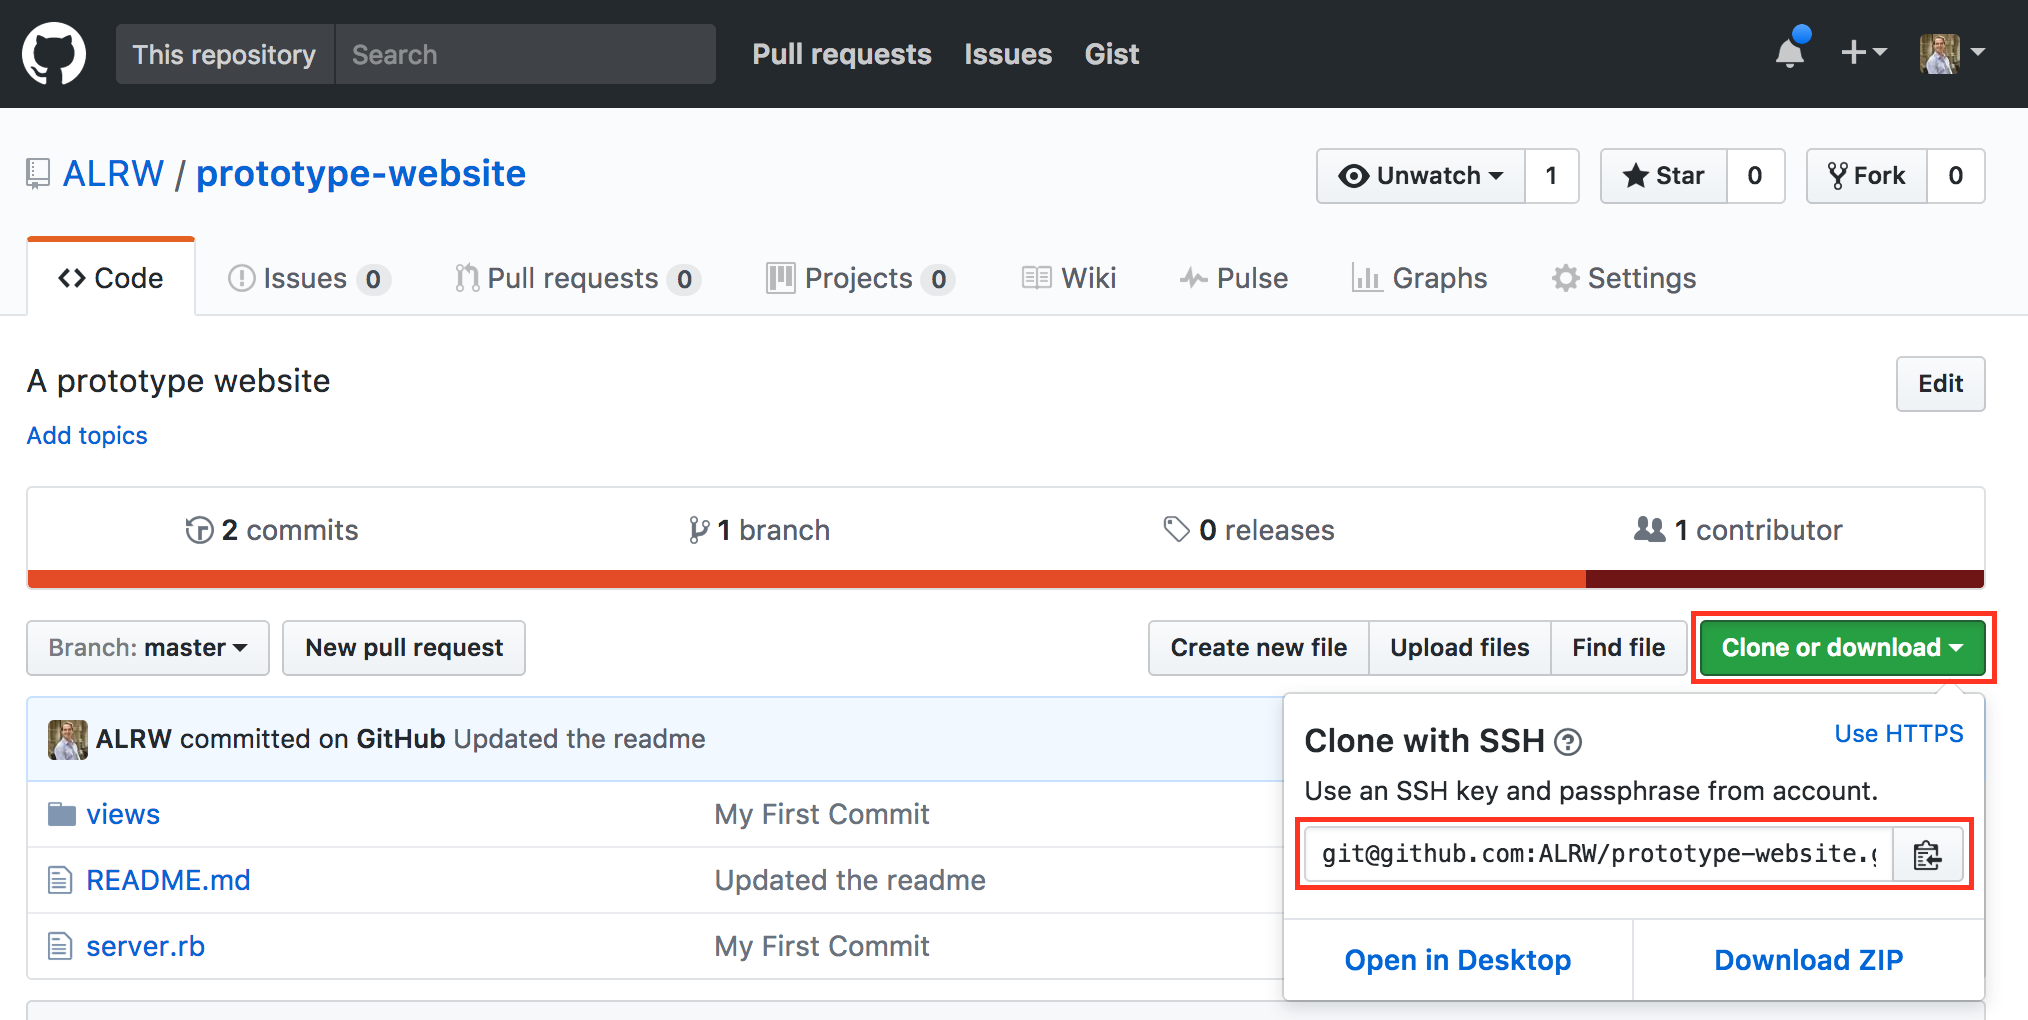 This repository Search Pull requests Issues Gist
ALRW / prototype-website Unwatch 1 Star 0 Fork 0
Code Issues 0 Pull requests 0 Projects 0 Wiki Pulse Graphs Settings
A prototype website Edit
Add topics
2 commits 1 branch 0 releases 1 contributor
Branch: master New pull request Create new file Upload files Find file Clone or download
ALRW committed on GitHub Updated the readme
views My First Commit
README.md Updated the readme
server.rb My First Commit
Clone with SSH ? Use HTTPS
Use an SSH key and passphrase from account.
git@github.com:ALRW/prototype-website.g
Open in Desktop Download ZIP